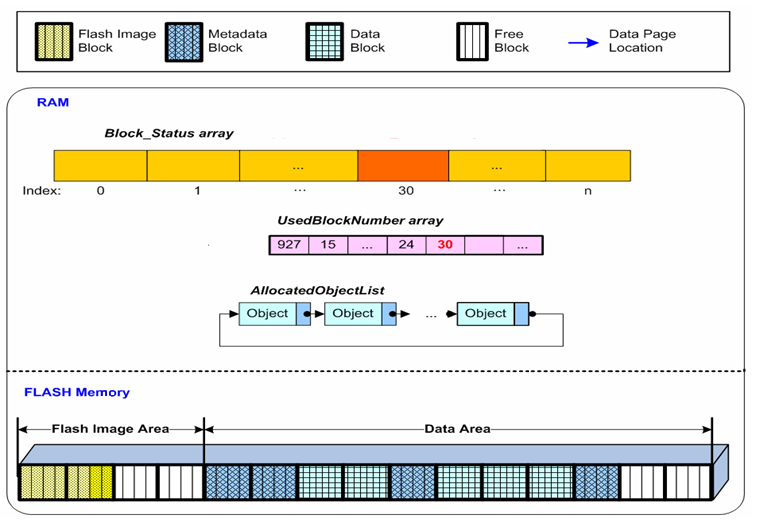 Flash Image Block
Metadata Block
Data Block
Free Block
Data Page Location
RAM
Block_Status array
... ...
Index: 0 1 ... 30 ... n
UsedBlockNumber array
927 15 ... 24 30 ...
AllocatedObjectList
Object Object ... Object
FLASH Memory
Flash Image Area Data Area